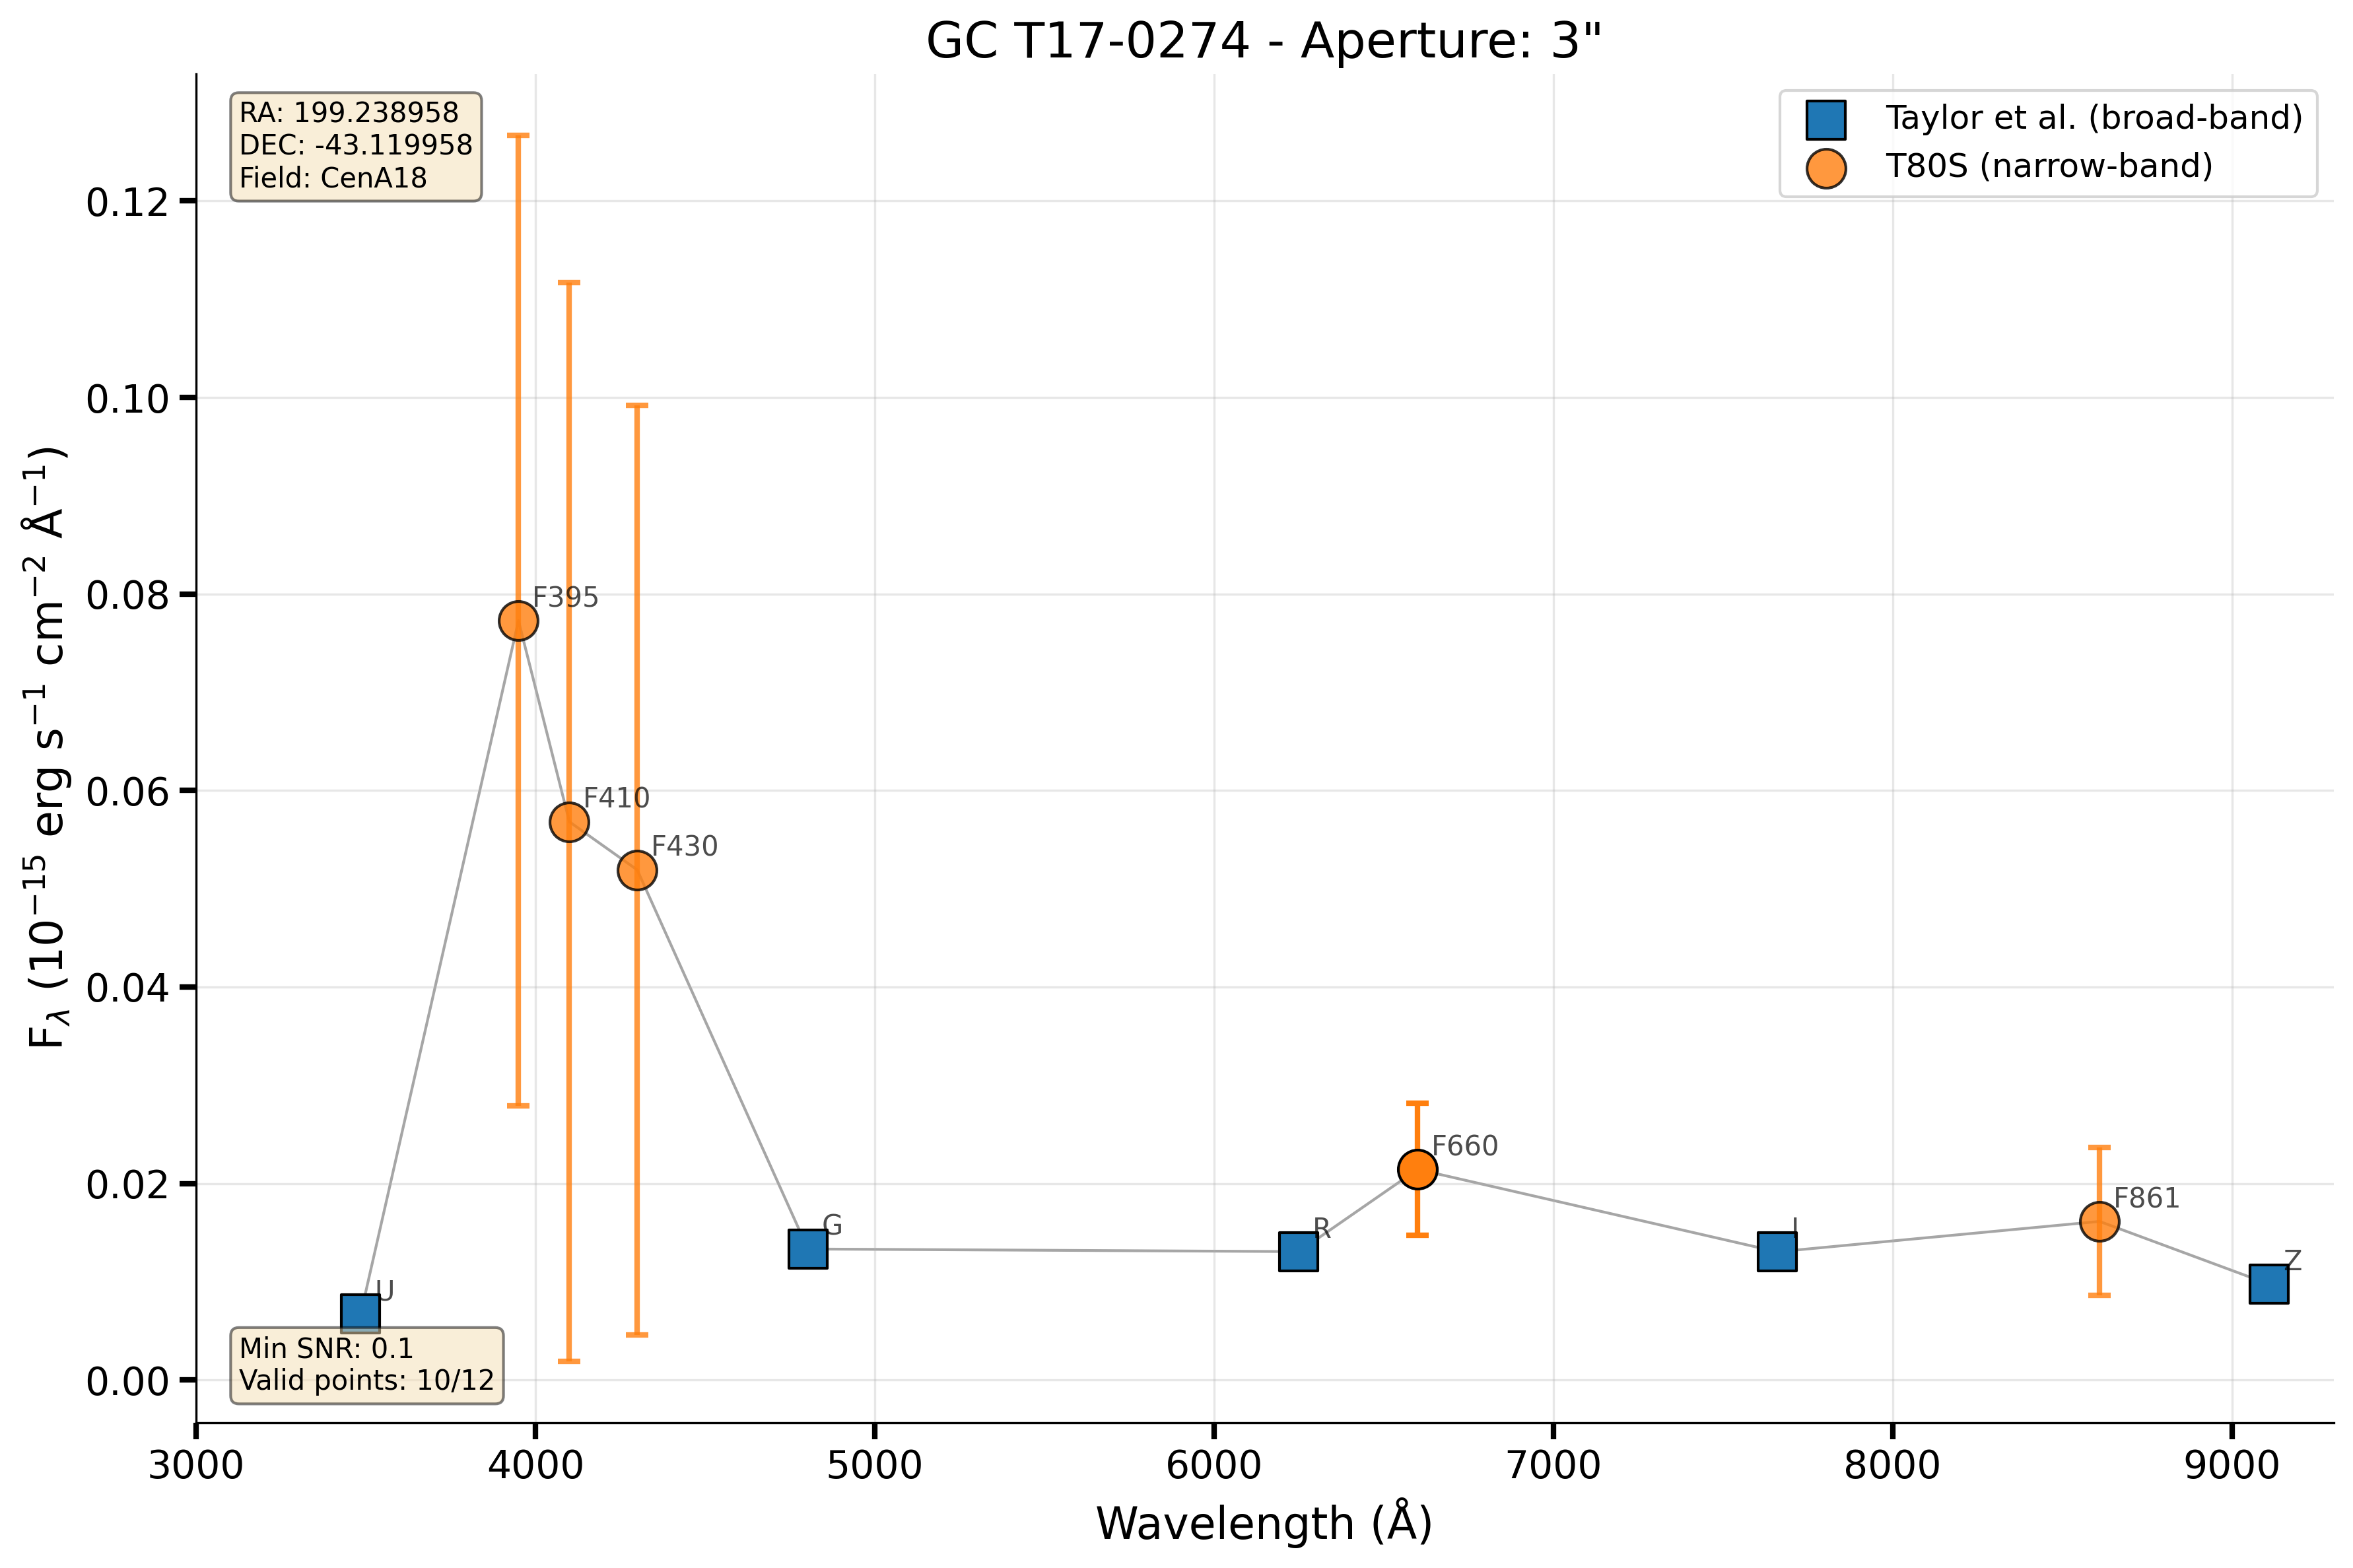 GC T17-0274 - Aperture: 3"
RA: 199.238958
DEC: -43.119958
Field: CenA18
Taylor et al. (broad-band)
T80S (narrow-band)
0.12
0.10
0.08
0.06
0.04
0.02
0.00
F$_λ$ (10$^{-15}$ erg s$^{-1}$ cm$^{-2}$ Å$^{-1}$)
F395
F410
F430
F660
F861
U
G
R
I
Z
Min SNR: 0.1
Valid points: 10/12
3000 4000 5000 6000 7000 8000 9000
Wavelength (Å)